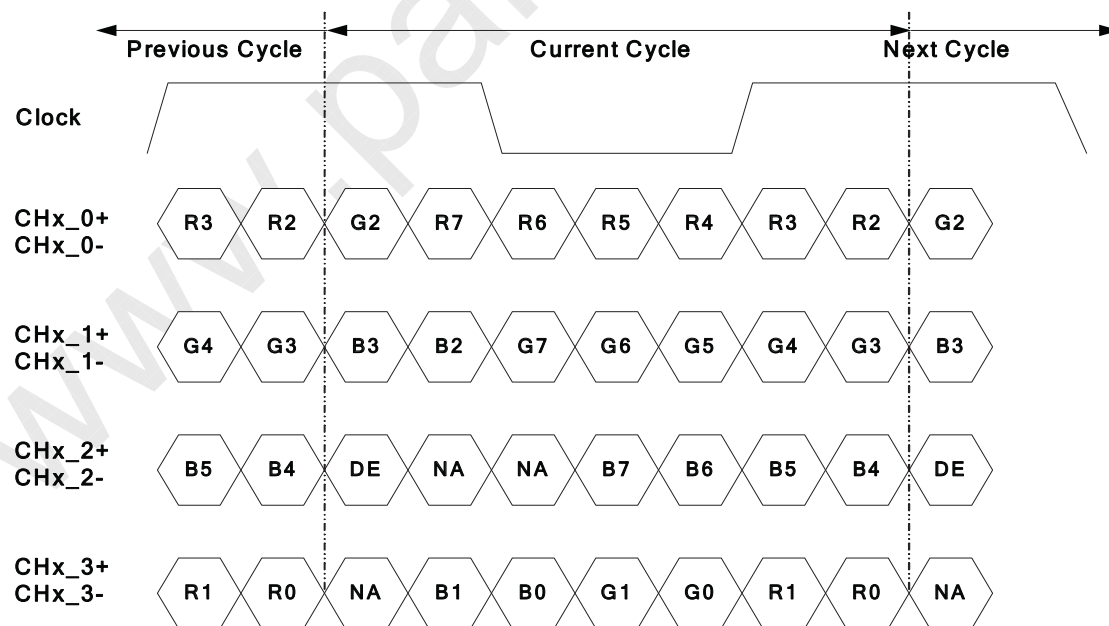 Previous Cycle Current Cycle Next Cycle
Clock
CHx_0+
CHx_0-
R3 R2 G2 R7 R6 R5 R4 R3 R2 G2
CHx_1+
CHx_1-
G4 G3 B3 B2 G7 G6 G5 G4 G3 B3
CHx_2+
CHx_2-
B5 B4 DE NA NA B7 B6 B5 B4 DE
CHx_3+
CHx_3-
R1 R0 NA B1 B0 G1 G0 R1 R0 NA
www.pa